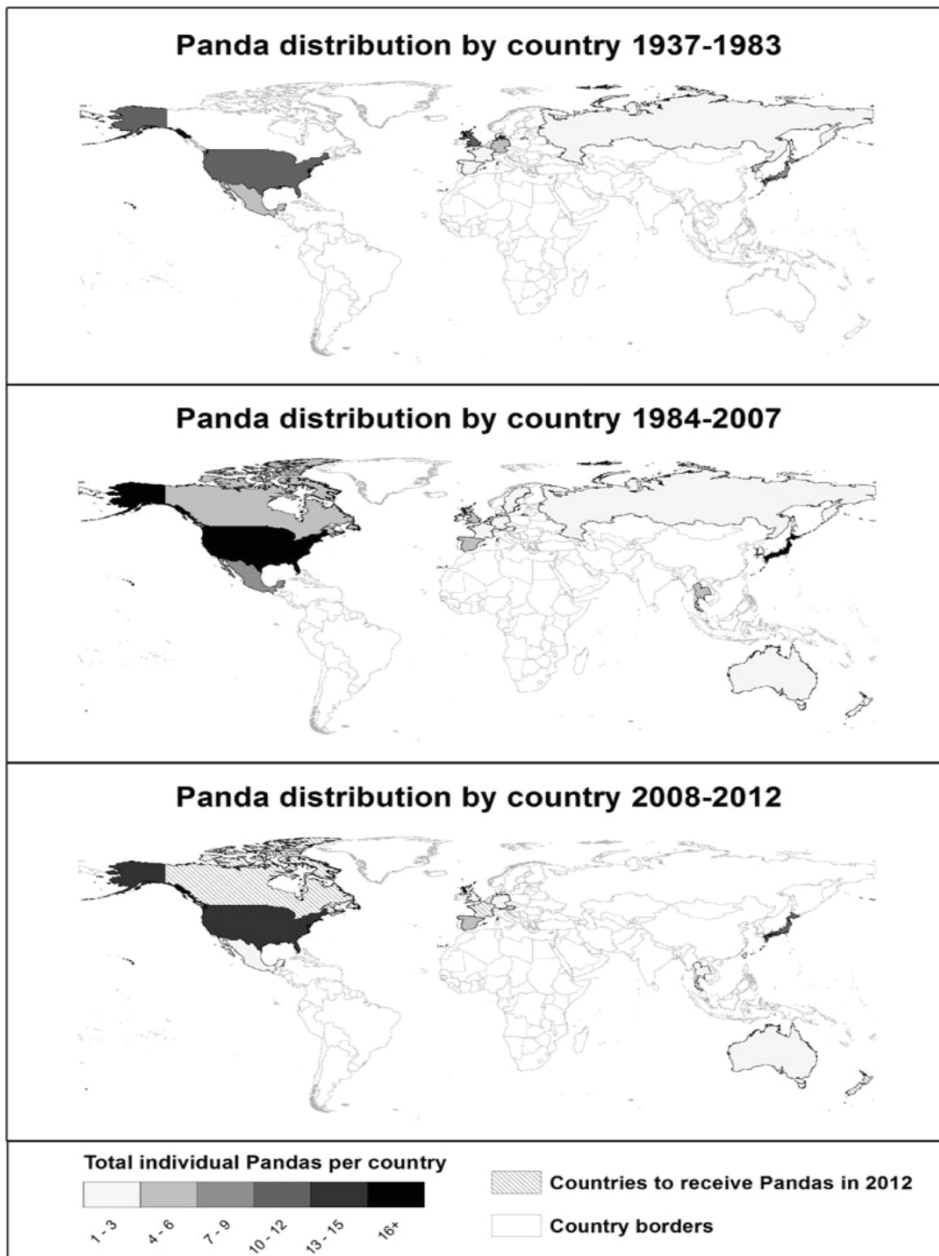 Panda distribution by country 1937-1983
Panda distribution by country 1984-2007
Panda distribution by country 2008-2012
Total individual Pandas per country
1 - 3
4 - 6
7 - 9
10 - 12
13 - 15
16+
Countries to receive Pandas in 2012
Country borders